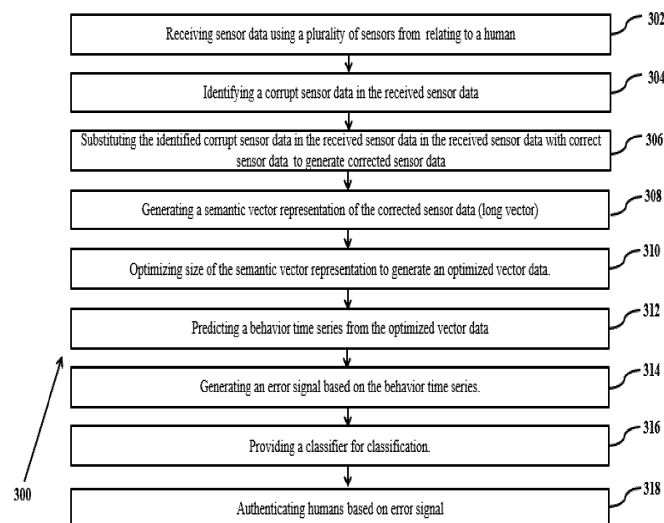 Receiving sensor data using a plurality of sensors from relating to a human
302
Identifying a corrupt sensor data in the received sensor data
304
Substituting the identified corrupt sensor data in the received sensor data in the received sensor data with correct
sensor data to generate corrected sensor data
306
Generating a semantic vector representation of the corrected sensor data (long vector)
308
Optimizing size of the semantic vector representation to generate an optimized vector data.
310
Predicting a behavior time series from the optimized vector data
312
Generating an error signal based on the behavior time series.
314
Providing a classifier for classification.
316
Authenticating humans based on error signal
318
300